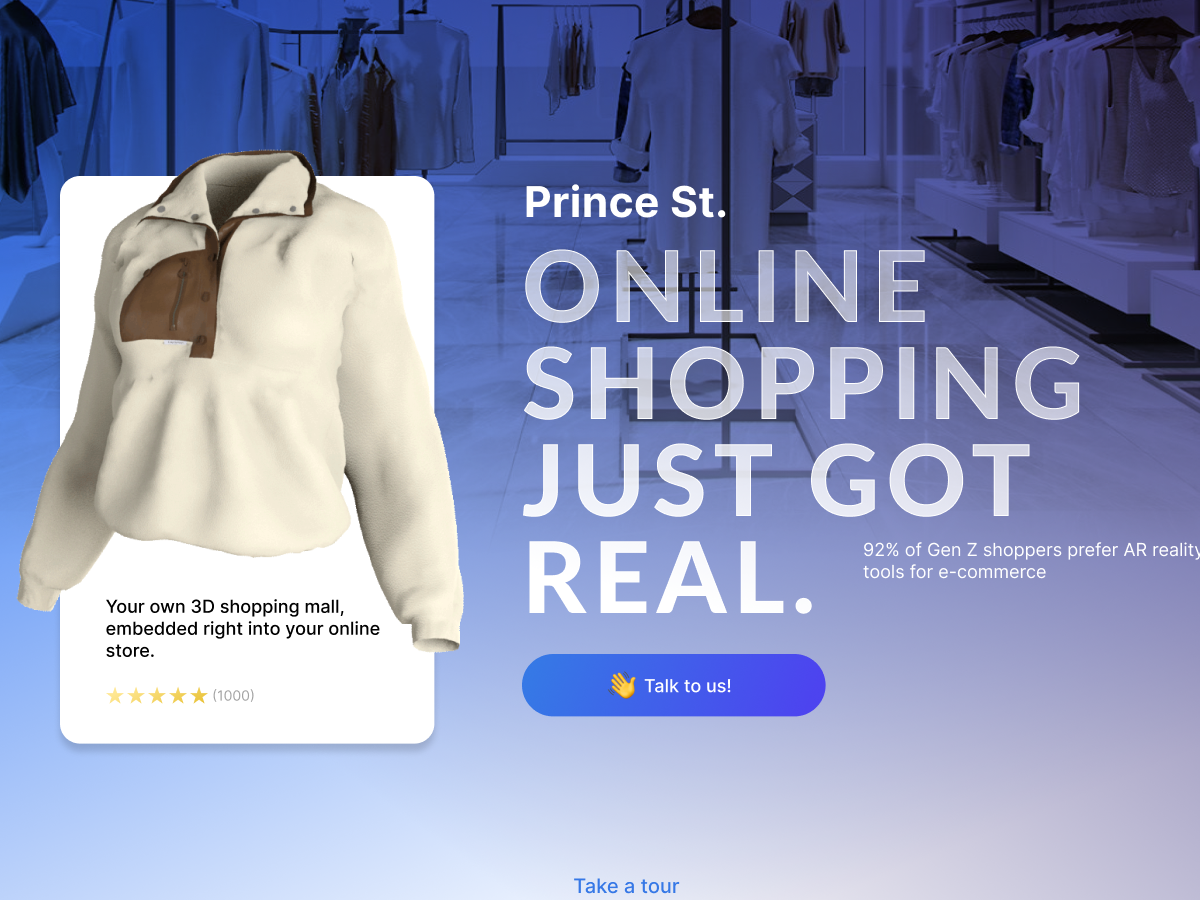 Prince St.
ONLINE
SHOPPING
JUST GOT
REAL.
92% of Gen Z shoppers prefer AR reality
tools for e-commerce
Your own 3D shopping mall,
embedded right into your online
store.
(1000)
👋 Talk to us!
Take a tour